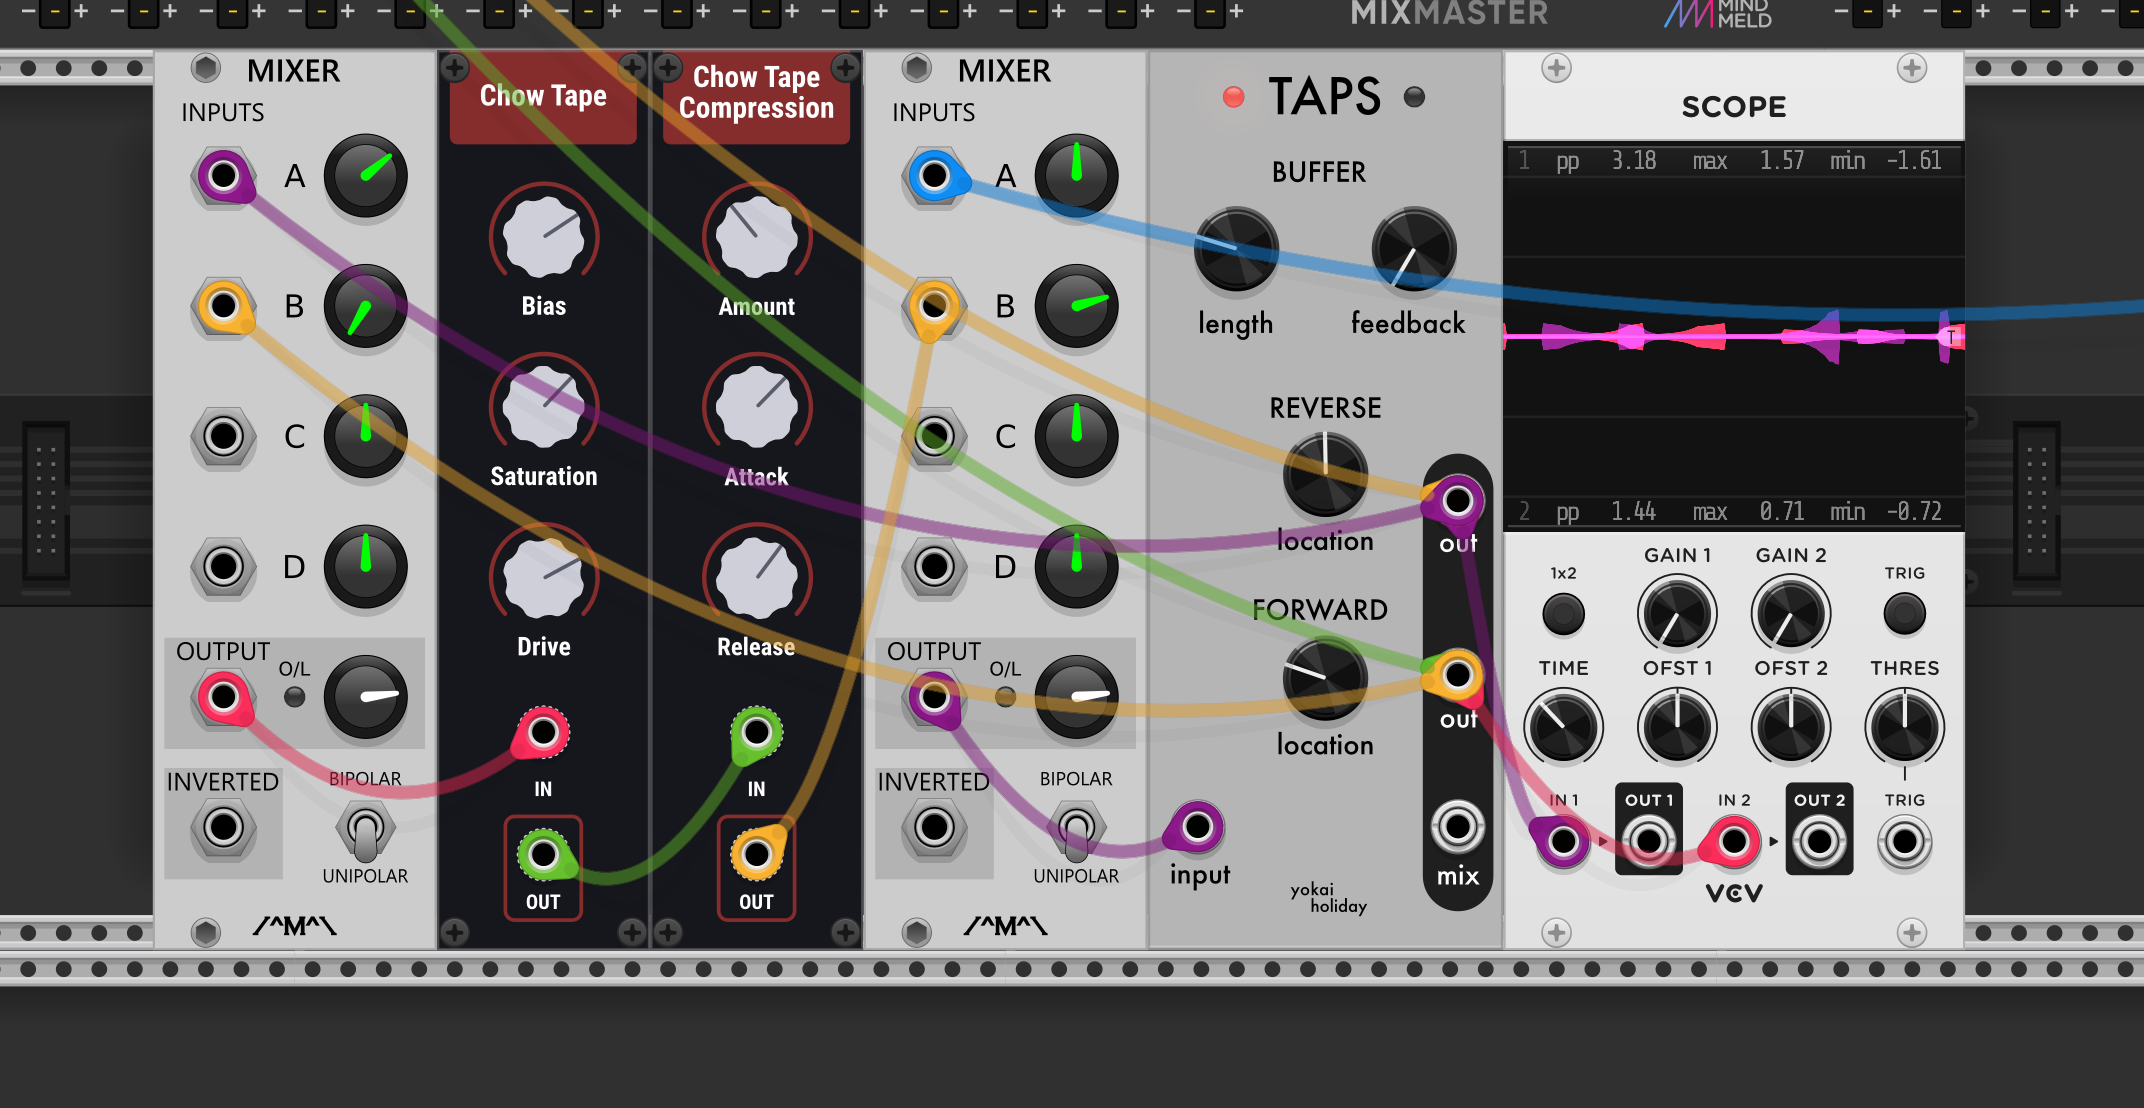 MIXMASTER
MIND
MELD
MIXER
INPUTS
A
B
C
D
OUTPUT
O/L
INVERTED
BIPOLAR
UNIPOLAR
Chow Tape
Bias
Saturation
Drive
IN
OUT
Chow Tape
Compression
Amount
Attack
Release
IN
OUT
MIXER
INPUTS
A
B
C
D
OUTPUT
O/L
INVERTED
BIPOLAR
UNIPOLAR
TAPS
BUFFER
length
feedback
REVERSE
location
out
FORWARD
location
out
input
mix
yokai
holiday
SCOPE
1 pp 3.18 max 1.57 min -1.61
T
2 pp 1.44 max 0.71 min -0.72
1x2
GAIN 1
GAIN 2
TRIG
TIME
OFST 1
OFST 2
THRES
IN 1
OUT 1
IN 2
OUT 2
TRIG
VCV